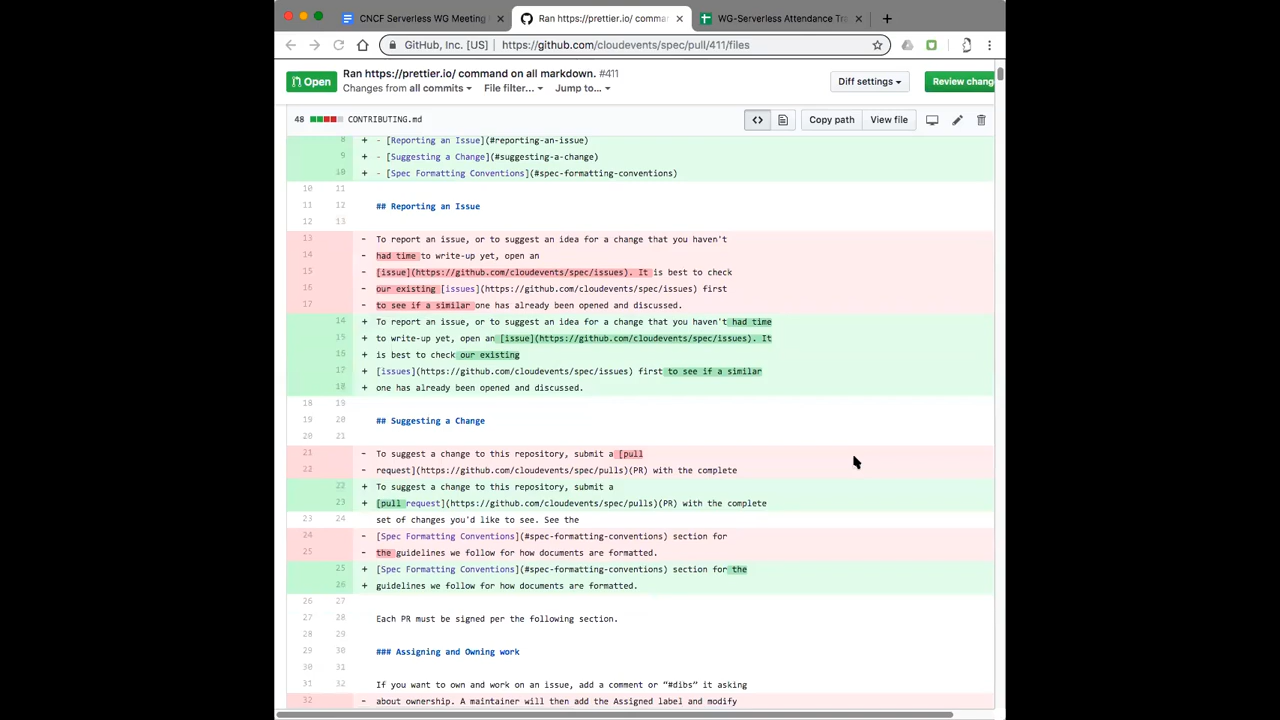 CNCF Serverless WG Meeting
Ran https://prettier.io/ comma
WG-Serverless Attendance Tra
GitHub, Inc. [US] https://github.com/cloudevents/spec/pull/411/files
Open
Ran https://prettier.io/ command on all markdown. #411
Changes from all commits File filter... Jump to...
Diff settings
Review chang
48 CONTRIBUTING.md
Copy path
View file
8 + - [Reporting an Issue](#reporting-an-issue)
9 + - [Suggesting a Change](#suggesting-a-change)
10 + - [Spec Formatting Conventions](#spec-formatting-conventions)
10 11
11 12 ## Reporting an Issue
12 13
13 - To report an issue, or to suggest an idea for a change that you haven't
14 - had time to write-up yet, open an
15 - [issue](https://github.com/cloudevents/spec/issues). It is best to check
16 - our existing [issues](https://github.com/cloudevents/spec/issues) first
17 - to see if a similar one has already been opened and discussed.
14 + To report an issue, or to suggest an idea for a change that you haven't had time
15 + to write-up yet, open an [issue](https://github.com/cloudevents/spec/issues). It
16 + is best to check our existing
17 + [issues](https://github.com/cloudevents/spec/issues) first to see if a similar
18 + one has already been opened and discussed.
18 19
19 20 ## Suggesting a Change
20 21
21 - To suggest a change to this repository, submit a [pull
22 - request](https://github.com/cloudevents/spec/pulls)(PR) with the complete
22 + To suggest a change to this repository, submit a
23 + [pull request](https://github.com/cloudevents/spec/pulls)(PR) with the complete
23 24 set of changes you'd like to see. See the
24 - [Spec Formatting Conventions](#spec-formatting-conventions) section for
25 - the guidelines we follow for how documents are formatted.
25 + [Spec Formatting Conventions](#spec-formatting-conventions) section for the
26 + guidelines we follow for how documents are formatted.
26 27
27 28 Each PR must be signed per the following section.
28 29
29 30 ### Assigning and Owning work
30 31
31 32 If you want to own and work on an issue, add a comment or “#dibs” it asking
32 - about ownership. A maintainer will then add the Assigned label and modify